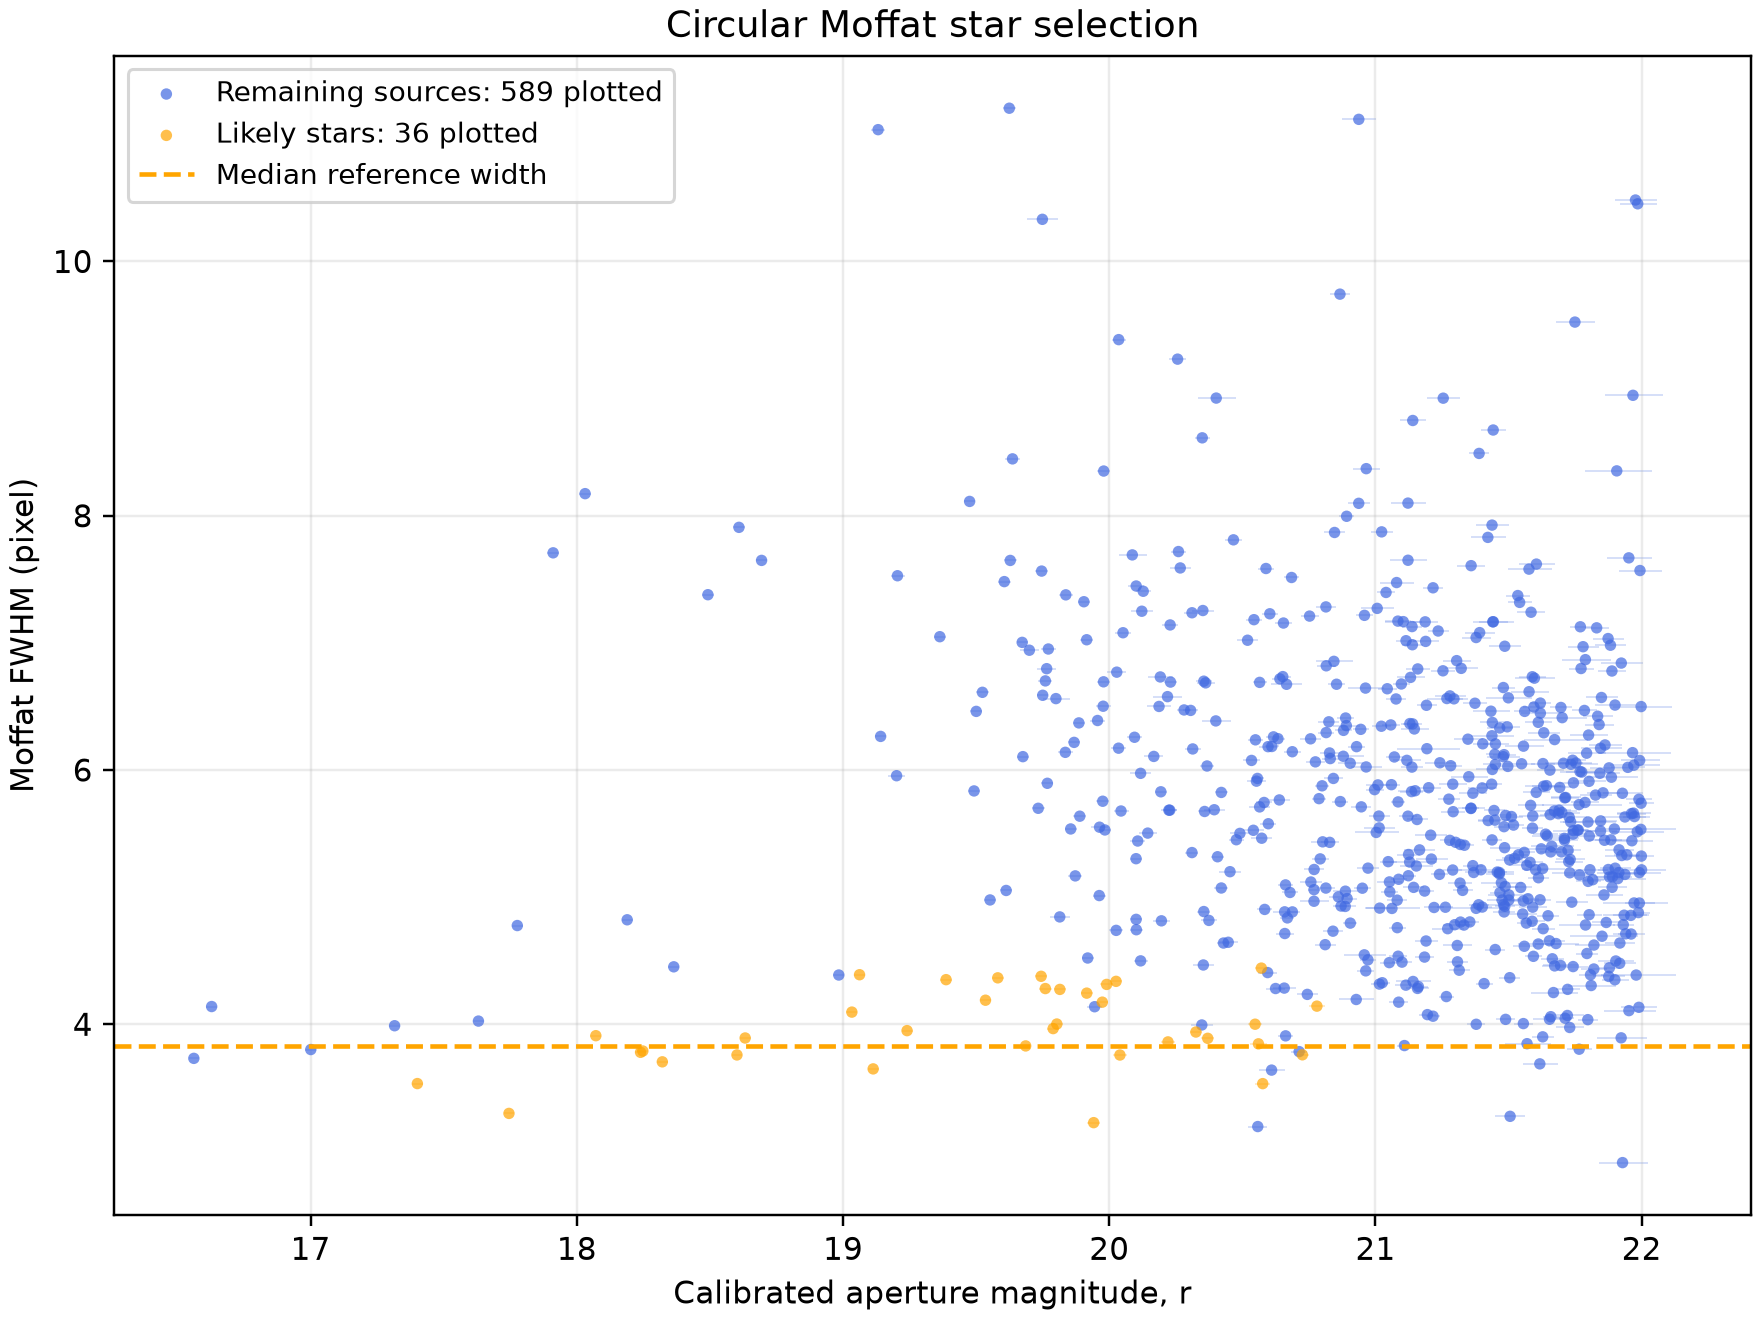 Circular Moffat star selection
Remaining sources: 589 plotted
Likely stars: 36 plotted
Median reference width
10
8
6
4
Moffat FWHM (pixel)
17 18 19 20 21 22
Calibrated aperture magnitude, r